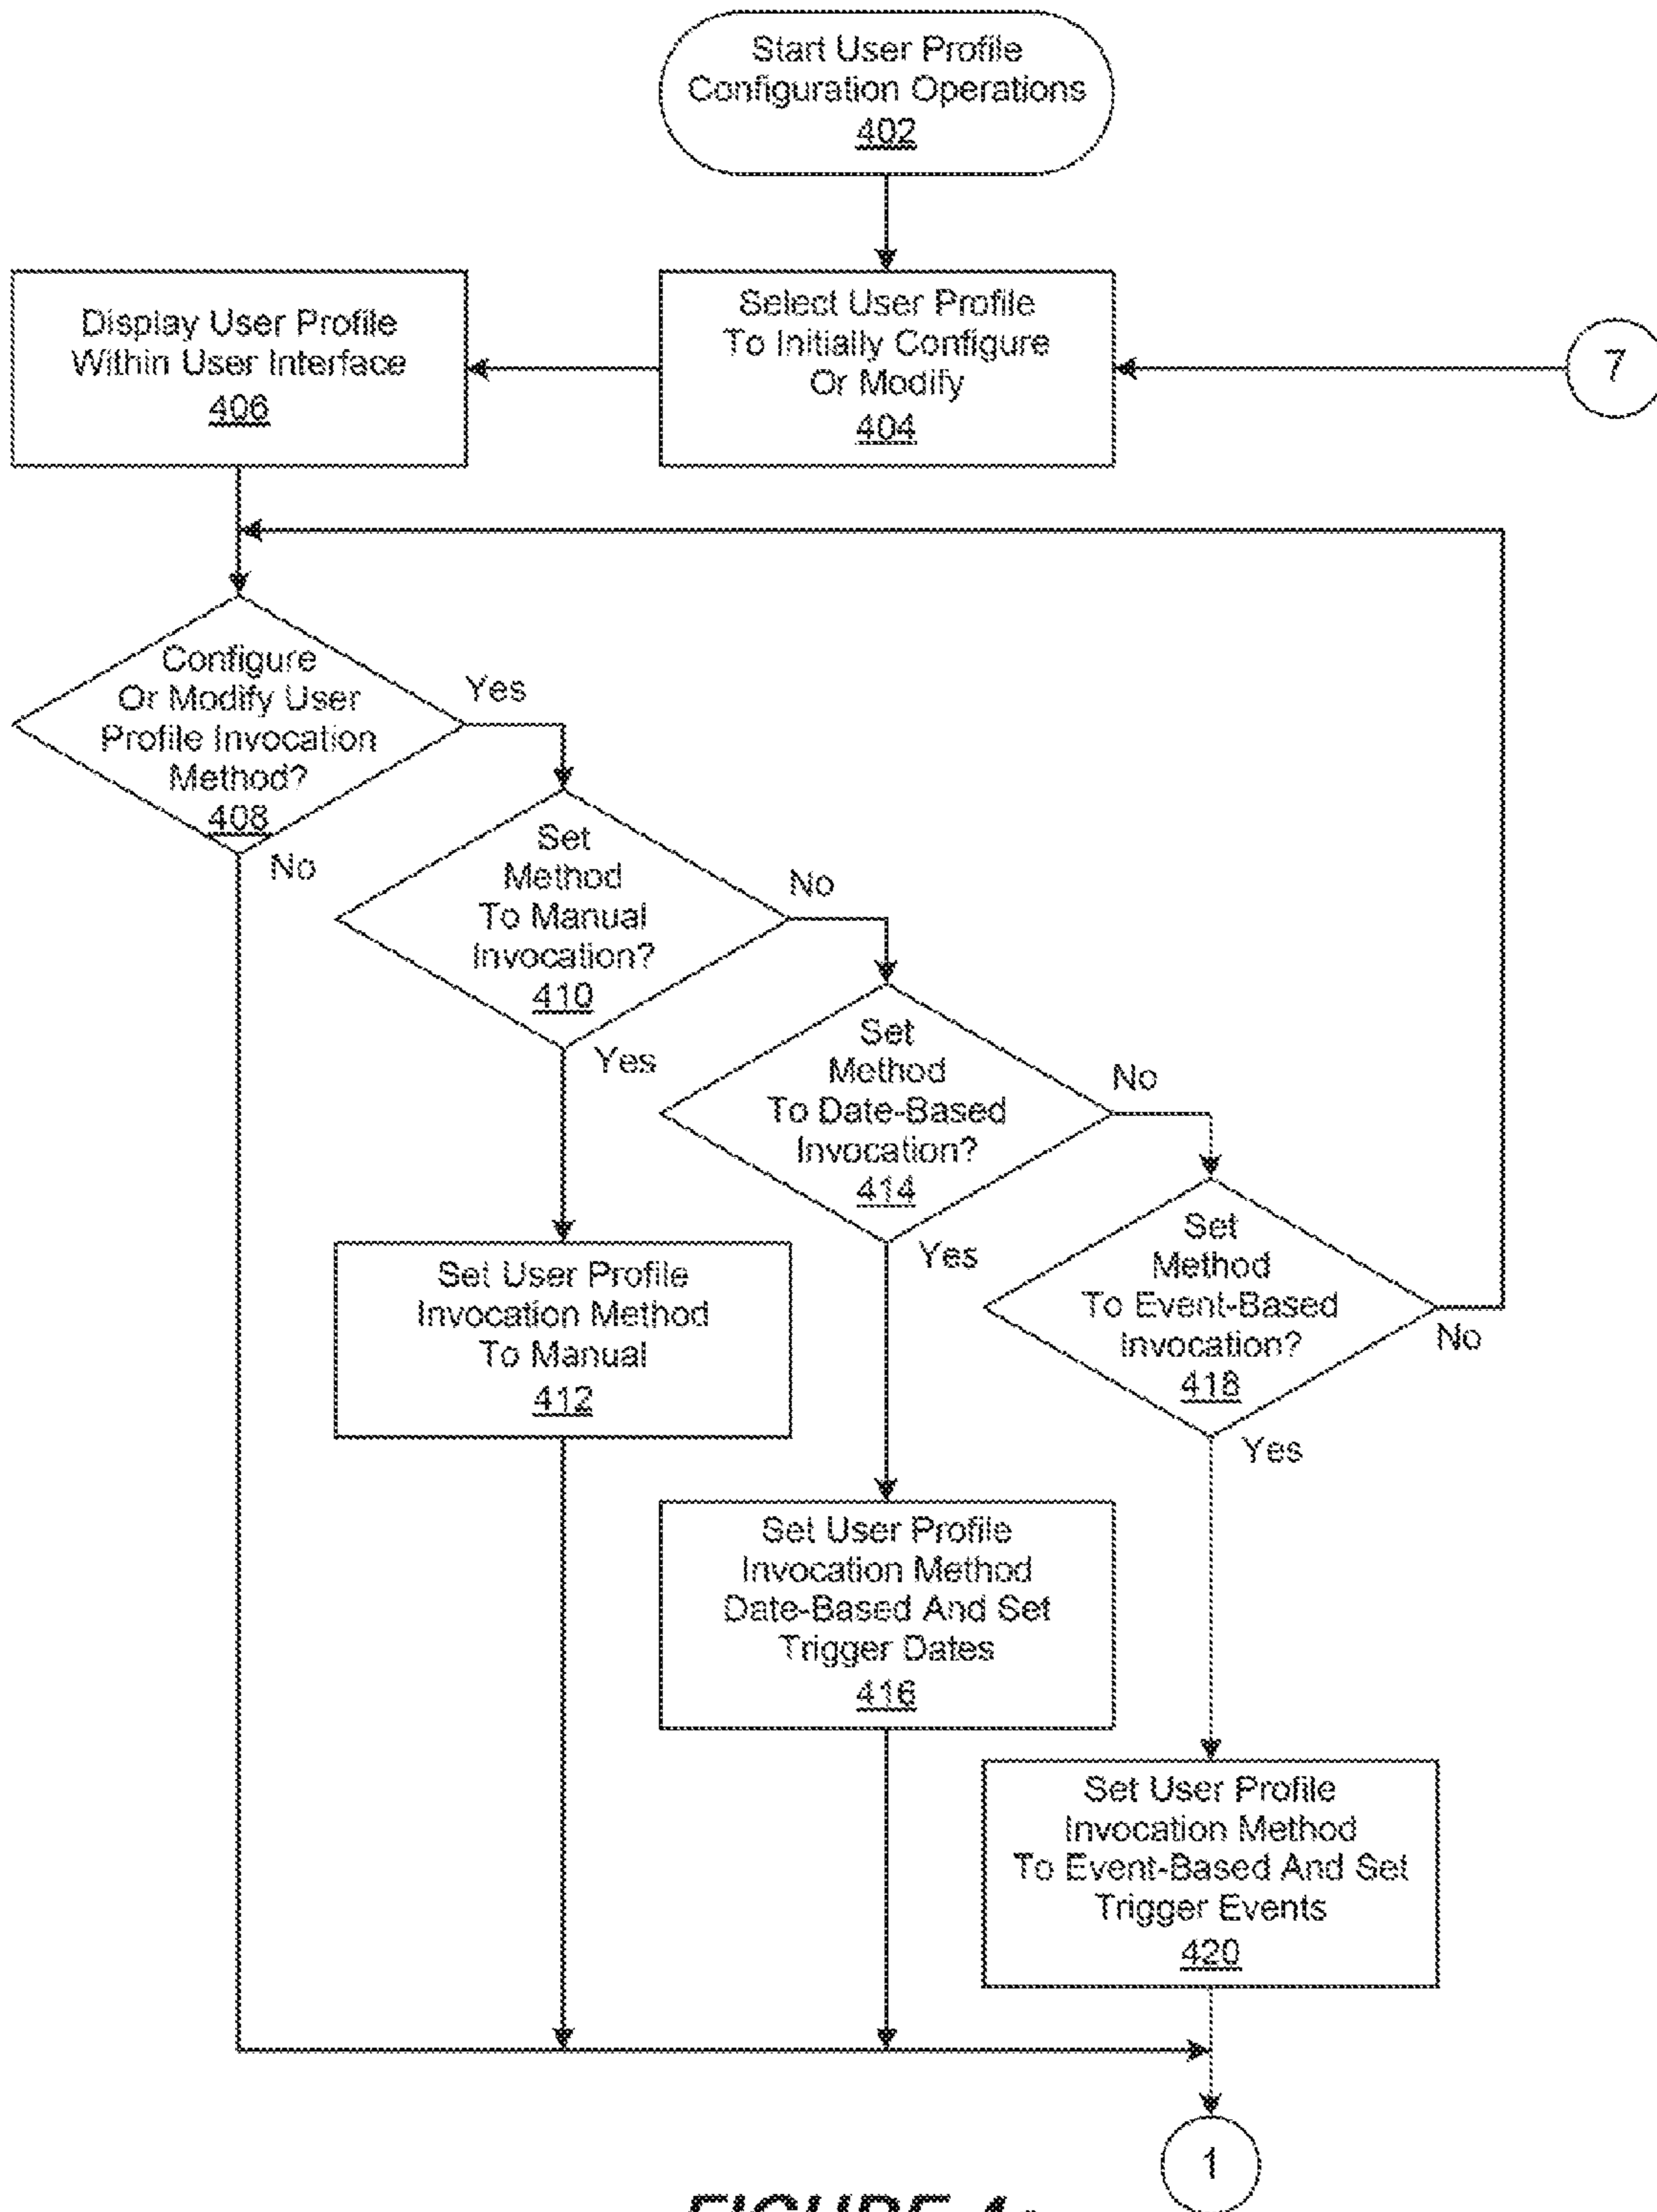 Start User Profile
Configuration Operations
402
Display User Profile
Within User Interface
406
Select User Profile
To Initially Configure
Or Modify
404
7
Configure
Or Modify User
Profile Invocation
Method?
408
Yes
No
Set
Method
To Manual
Invocation?
410
No
Yes
Set
Method
To Date-Based
Invocation?
414
No
Yes
Set
Method
To Event-Based
Invocation?
418
No
Yes
Set User Profile
Invocation Method
To Manual
412
Set User Profile
Invocation Method
Date-Based And Set
Trigger Dates
416
Set User Profile
Invocation Method
To Event-Based And Set
Trigger Events
420
1